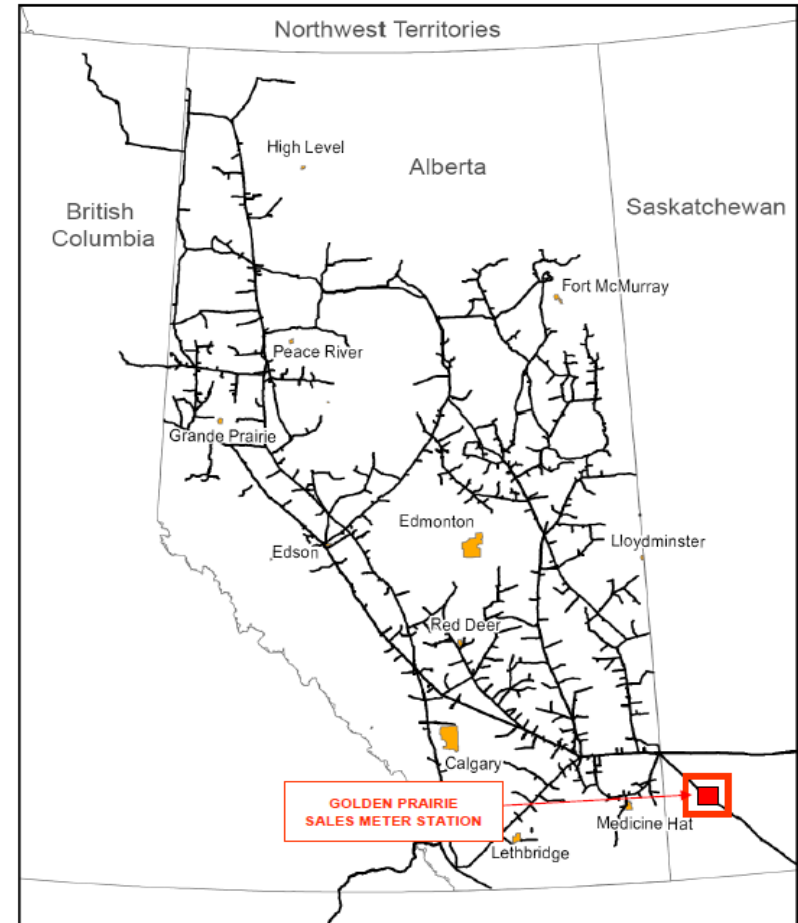 Northwest Territories
High Level
Alberta
British
Columbia
Saskatchewan
Fort McMurray
Peace River
Grande Prairie
Edmonton
Edson
Lloydminster
Red Deer
Calgary
GOLDEN PRAIRIE
SALES METER STATION
Medicine Hat
Lethbridge